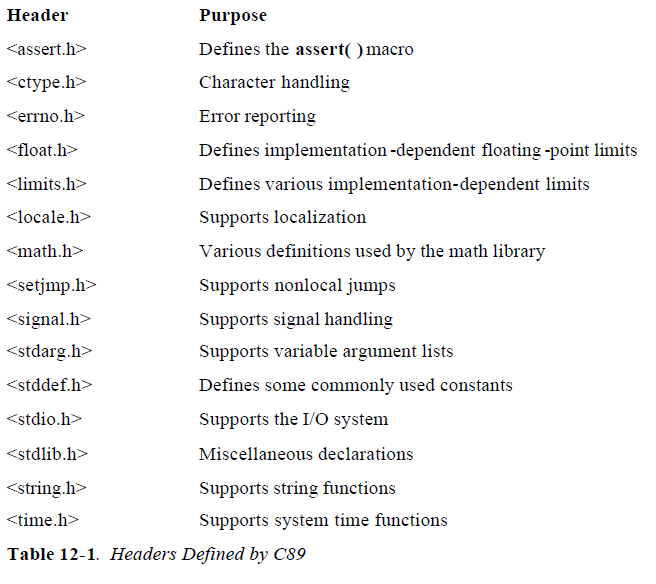 Header Purpose
<assert.h> Defines the assert( ) macro
<ctype.h> Character handling
<errno.h> Error reporting
<float.h> Defines implementation-dependent floating-point limits
<limits.h> Defines various implementation-dependent limits
<locale.h> Supports localization
<math.h> Various definitions used by the math library
<setjmp.h> Supports nonlocal jumps
<signal.h> Supports signal handling
<stdarg.h> Supports variable argument lists
<stddef.h> Defines some commonly used constants
<stdio.h> Supports the I/O system
<stdlib.h> Miscellaneous declarations
<string.h> Supports string functions
<time.h> Supports system time functions
Table 12-1. Headers Defined by C89